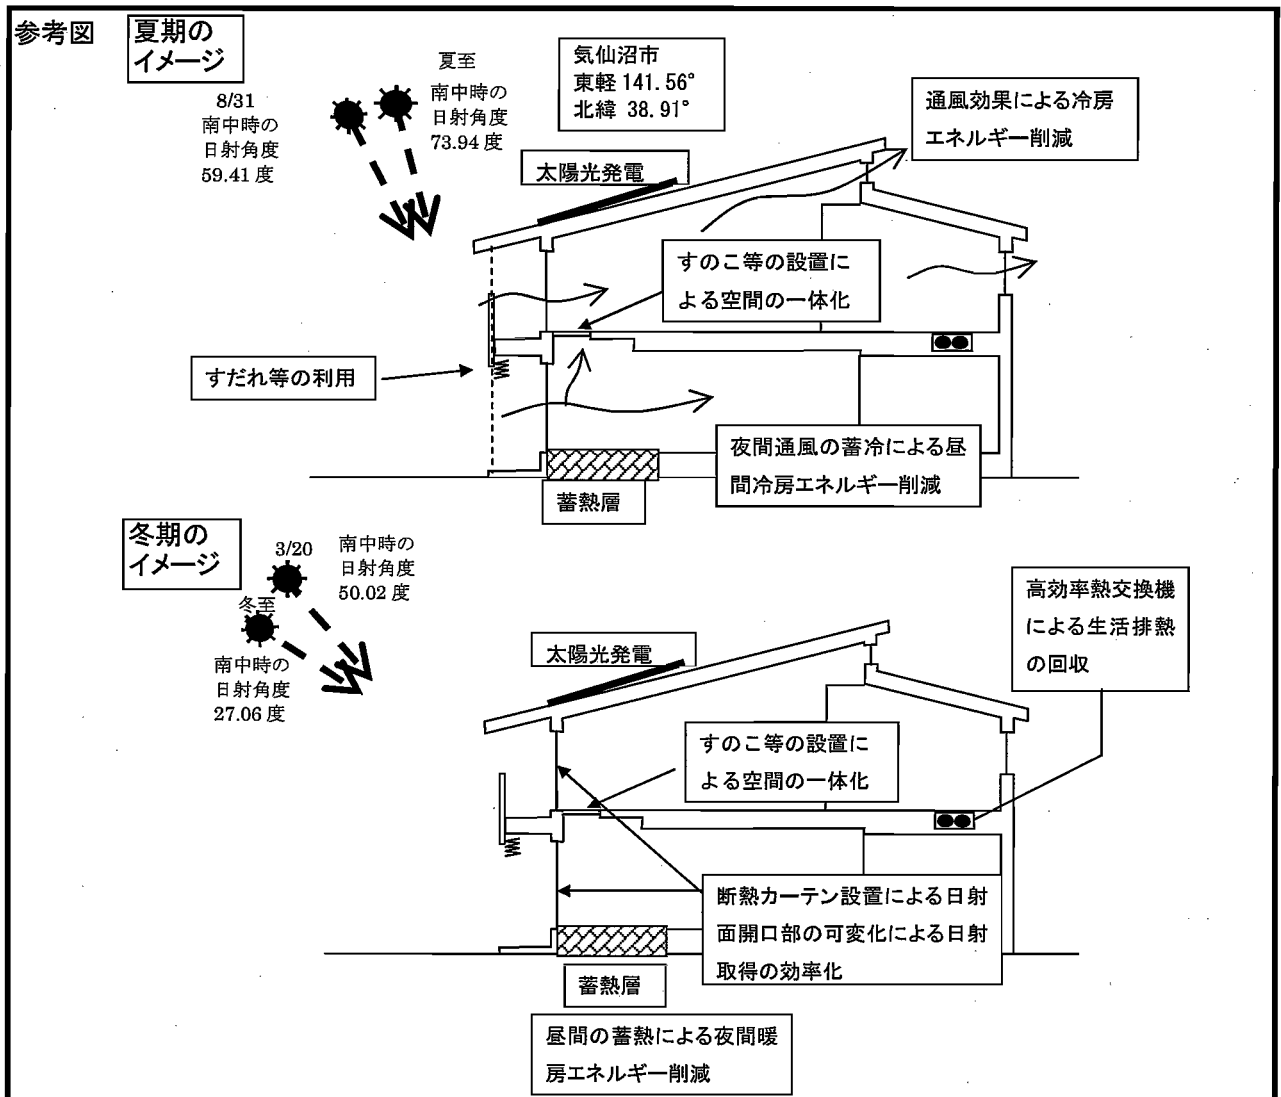 参考図
夏期の
イメージ
8/31
南中時の
日射角度
59.41 度
夏至
南中時の
日射角度
73.94 度
気仙沼市
東軽 141.56°
北緯 38.91°
通風効果による冷房
エネルギー削減
太陽光発電
すのこ等の設置に
よる空間の一体化
すだれ等の利用
夜間通風の蓄冷による昼
間冷房エネルギー削減
蓄熱層
冬期の
イメージ
3/20
南中時の
日射角度
50.02 度
冬至
南中時の
日射角度
27.06 度
高効率熱交換機
による生活排熱
の回収
太陽光発電
すのこ等の設置に
よる空間の一体化
断熱カーテン設置による日射
面開口部の可変化による日射
取得の効率化
蓄熱層
昼間の蓄熱による夜間暖
房エネルギー削減